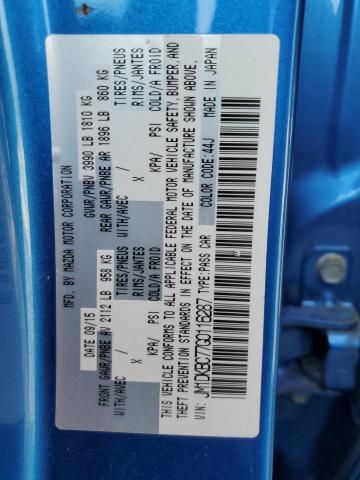 MFD. BY MAZDA MOTOR CORPORATION
DATE 09/15 GVWR/PNBV 3990 LB 1810 KG
FRONT GAWR/PNBE AV 2112 LB 958 KG REAR GAWR/PNBE AR 1896 LB 860 KG
WITH/AVEC / TIRES/PNEUS WITH/AVEC / TIRES/PNEUS
X RIMS/JANTES X RIMS/JANTES
KPA/ PSI COLD/A FROID KPA/ PSI COLD/A FROID
THIS VEHICLE CONFORMS TO ALL APPLICABLE FEDERAL MOTOR VEHICLE SAFETY, BUMPER, AND
THEFT PREVENTION STANDARDS IN EFFECT ON THE DATE OF MANUFACTURE SHOWN ABOVE.
VIN: JM1DKBC77G0116287 TYPE:PASS CAR COLOR CODE:44J MADE IN JAPAN